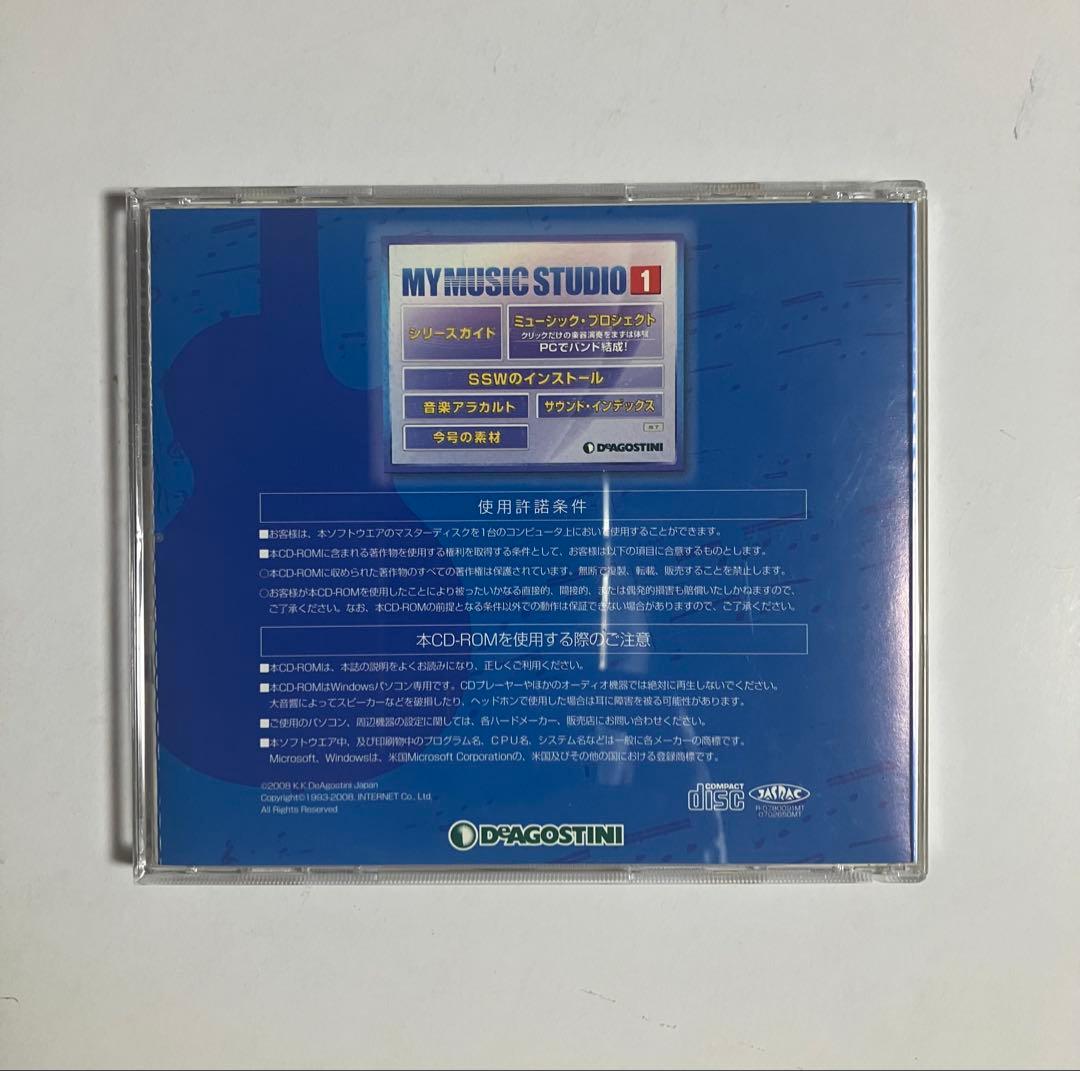 MY MUSIC STUDIO 1
シリーズガイド
ミュージック・プロジェクト
クリックだけの楽器演奏をまずは体験
PCでバンド結成!
SSWのインストール
音楽アラカルト
サウンド・インデックス
終了
今号の素材
DeAGOSTINI
使用許諾条件
■お客様は、本ソフトウエアのマスターディスクを1台のコンピュータ上において使用することができます。
■本CD-ROMに含まれる著作物を使用する権利を取得する条件として、お客様は以下の項目に合意するものとします。
○本CD-ROMに収められた著作物のすべての著作権は保護されています。無断で複製、転載、販売することを禁止します。
○お客様が本CD-ROMを使用したことにより被ったいかなる直接的、間接的、または偶発的損害も賠償いたしかねますので、
ご了承ください。なお、本CD-ROMの前提となる条件以外での動作は保証できない場合がありますので、ご了承ください。
本CD-ROMを使用する際のご注意
■本CD-ROMは、本誌の説明をよくお読みになり、正しくご利用ください。
■本CD-ROMはWindowsパソコン専用です。CDプレーヤーやほかのオーディオ機器では絶対に再生しないでください。
大音響によってスピーカーなどを破損したり、ヘッドホンで使用した場合は耳に障害を被る可能性があります。
■ご使用のパソコン、周辺機器の設定に関しては、各ハードメーカー、販売店にお問い合わせください。
■本ソフトウエア中、及び印刷物中のプログラム名、CPU名、システム名などは一般に各メーカーの商標です。
Microsoft、Windowsは、米国Microsoft Corporationの、米国及びその他の国における登録商標です。
©2008 K.K.DeAgostini Japan
Copyright©1993-2008. INTERNET Co., Ltd.
All Rights Reserved
COMPACT
disc
JASRAC
R-0780091MT
0702650MT
DeAGOSTINI